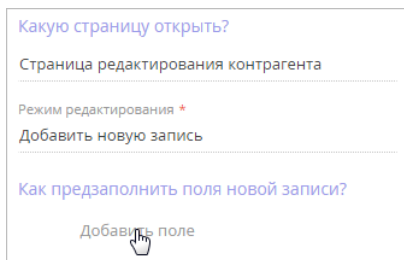 Какую страницу открыть?
Страница редактирования контрагента
Режим редактирования *
Добавить новую запись
Как предзаполнить поля новой записи?
Добавить поле